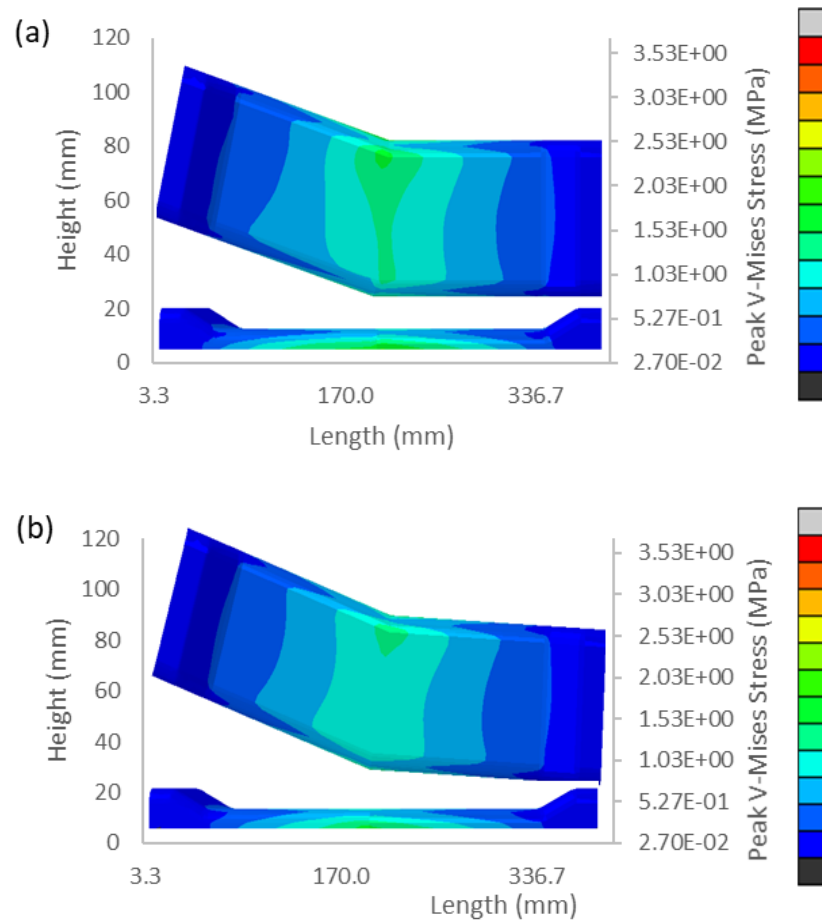 (a)
120
100
80
60
40
20
0
Height (mm)
3.3 170.0 336.7
Length (mm)
3.53E+00
3.03E+00
2.53E+00
2.03E+00
1.53E+00
1.03E+00
5.27E-01
2.70E-02
Peak V-Mises Stress (MPa)
(b)
120
100
80
60
40
20
0
Height (mm)
3.3 170.0 336.7
Length (mm)
3.53E+00
3.03E+00
2.53E+00
2.03E+00
1.53E+00
1.03E+00
5.27E-01
2.70E-02
Peak V-Mises Stress (MPa)